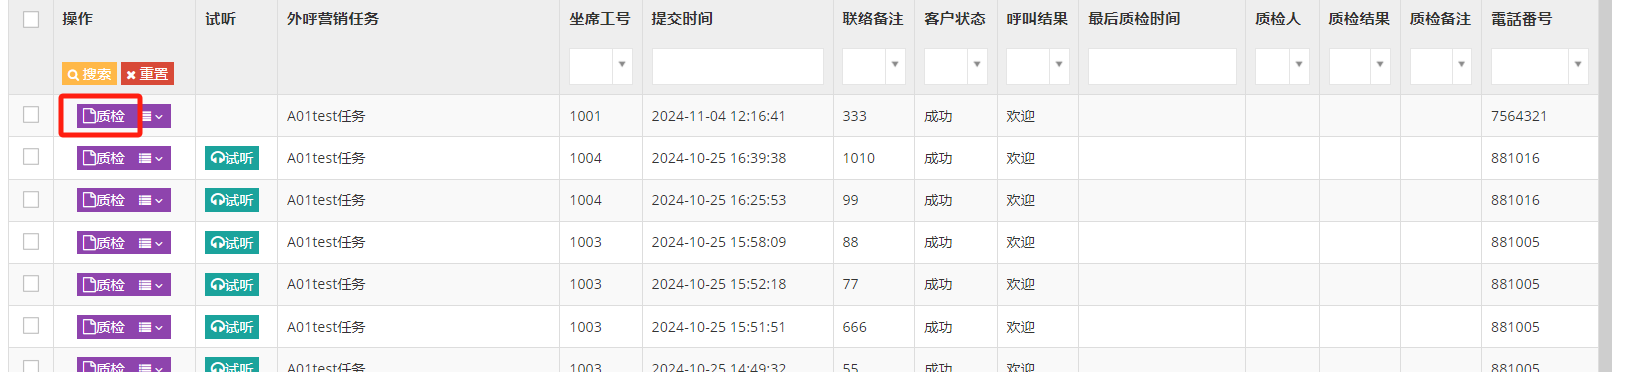 操作 试听 外呼营销任务 坐席工号 提交时间 联络备注 客户状态 呼叫结果 最后质检时间 质检人 质检结果 质检备注 電話番号
搜索 重置
质检 A01test任务 1001 2024-11-04 12:16:41 333 成功 欢迎 7564321
质检 试听 A01test任务 1004 2024-10-25 16:39:38 1010 成功 欢迎 881016
质检 试听 A01test任务 1004 2024-10-25 16:25:53 99 成功 欢迎 881016
质检 试听 A01test任务 1003 2024-10-25 15:58:09 88 成功 欢迎 881005
质检 试听 A01test任务 1003 2024-10-25 15:52:18 77 成功 欢迎 881005
质检 试听 A01test任务 1003 2024-10-25 15:51:51 666 成功 欢迎 881005
质检 试听 A01test任务 1003 2024-10-25 14:49:32 55 成功 欢迎 881005